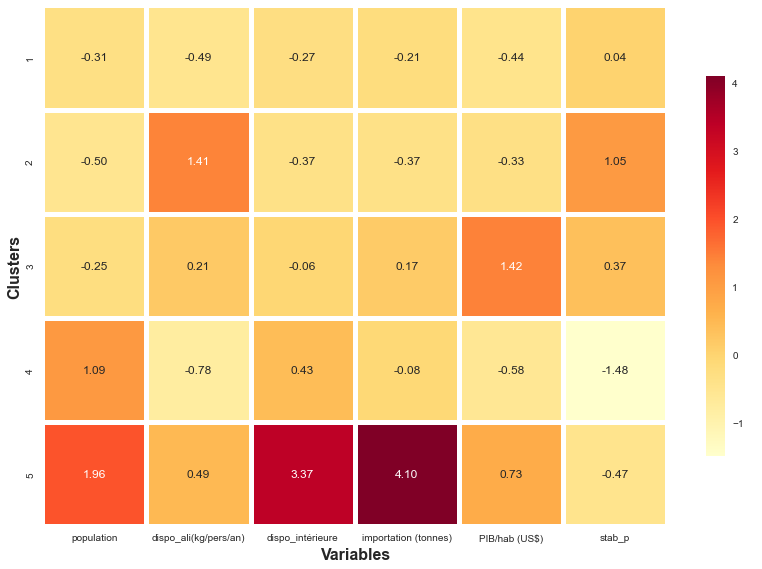 1 -0.31 -0.49 -0.27 -0.21 -0.44 0.04
2 -0.50 1.41 -0.37 -0.37 -0.33 1.05
3 -0.25 0.21 -0.06 0.17 1.42 0.37
4 1.09 -0.78 0.43 -0.08 -0.58 -1.48
5 1.96 0.49 3.37 4.10 0.73 -0.47
population dispo_ali(kg/pers/an) dispo_intérieure importation (tonnes) PIB/hab (US$) stab_p
Variables
Clusters
4
3
2
1
0
−1